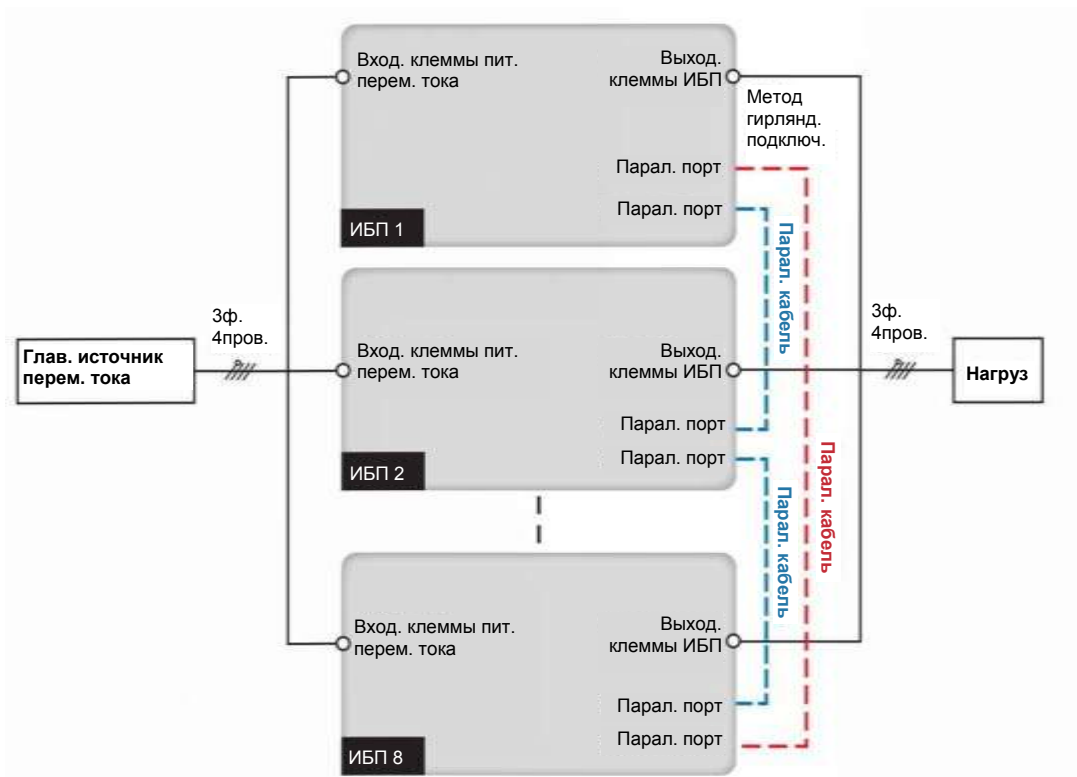 Вход. клеммы пит.
перем. тока
Выход.
клеммы ИБП
Метод
гирлянд.
подключ.
Парал. порт
Парал. порт
ИБП 1
Парал. кабель
3ф.
4пров.
Глав. источник
перем. тока
Вход. клеммы пит.
перем. тока
Выход.
клеммы ИБП
3ф.
4пров.
Нагруз
Парал. порт
Парал. порт
ИБП 2
Парал. кабель
Парал. кабель
Вход. клеммы пит.
перем. тока
Выход.
клеммы ИБП
Парал. порт
Парал. порт
ИБП 8